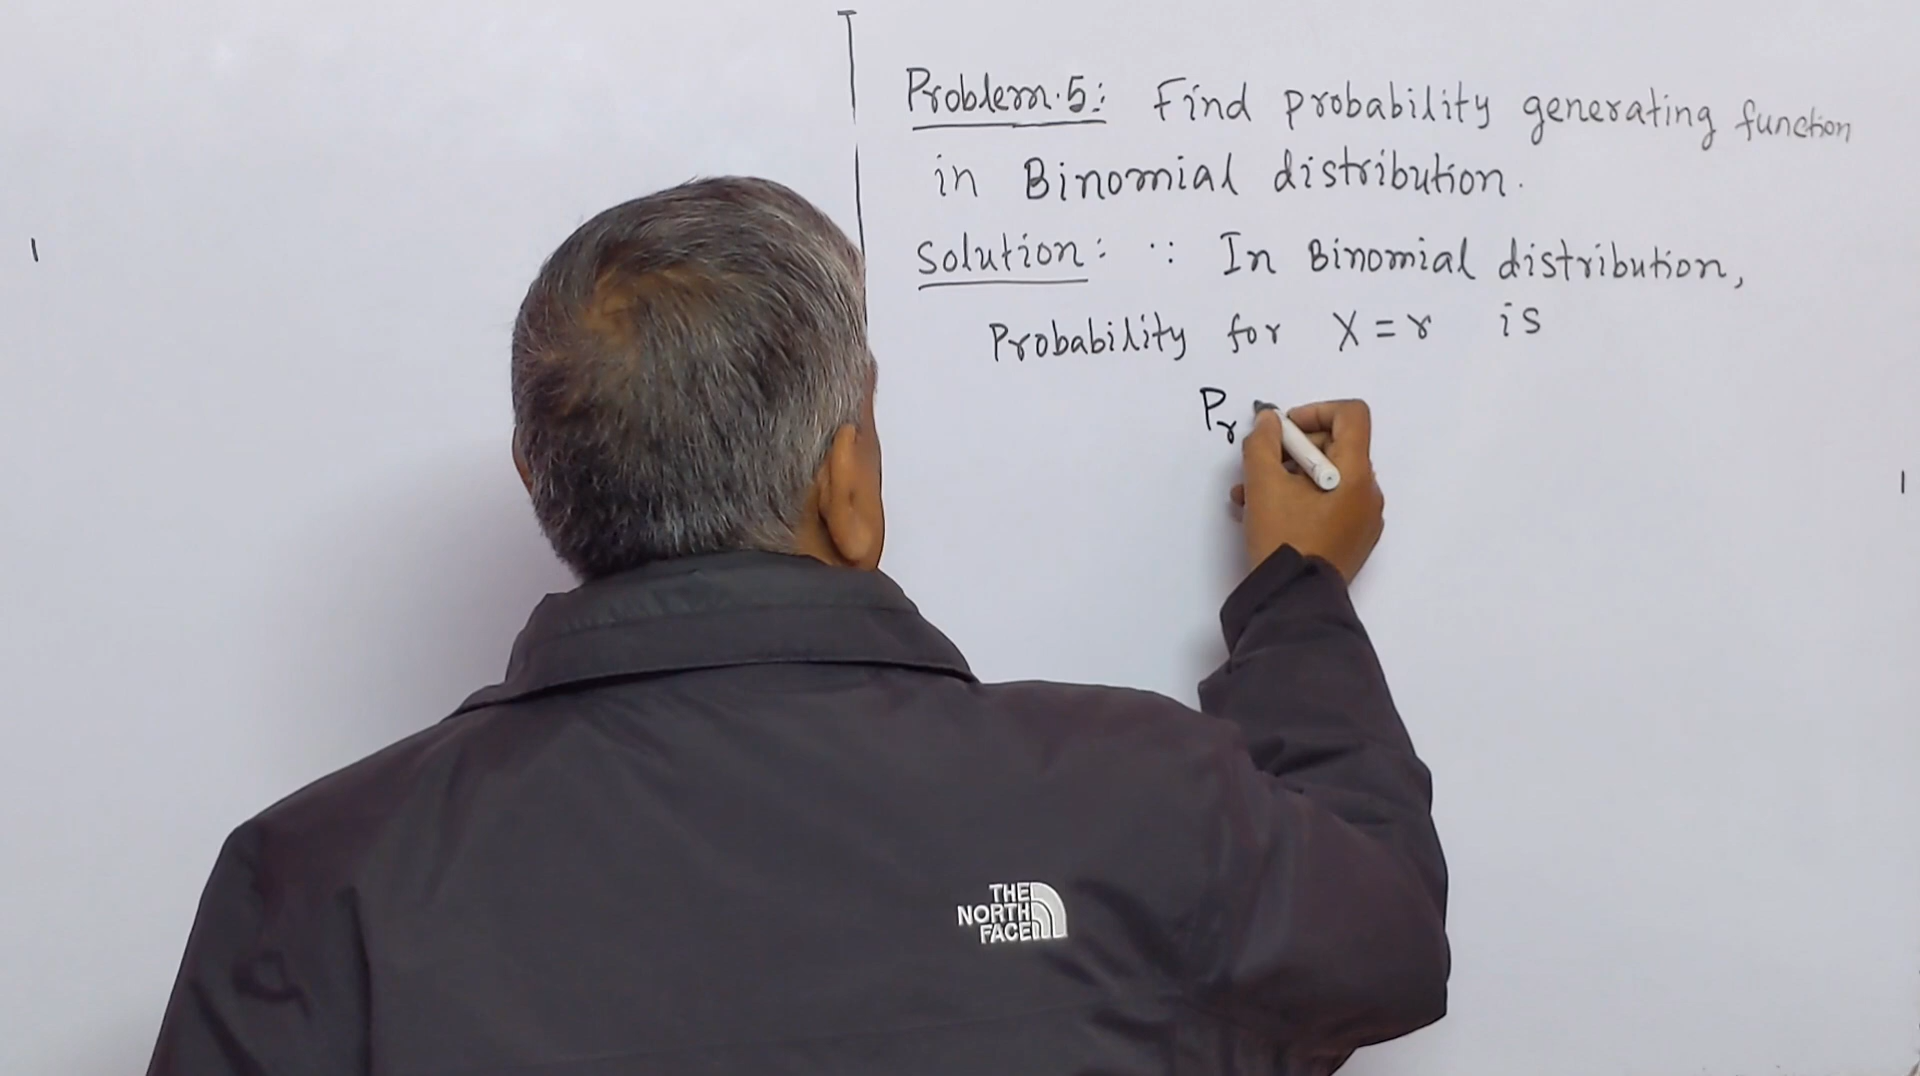 Problem.5: Find Probability generating function
in Binomial distribution.
Solution: ∵ In Binomial distribution,
Probability for X = r is
Pr
THE
NORTH
FACE